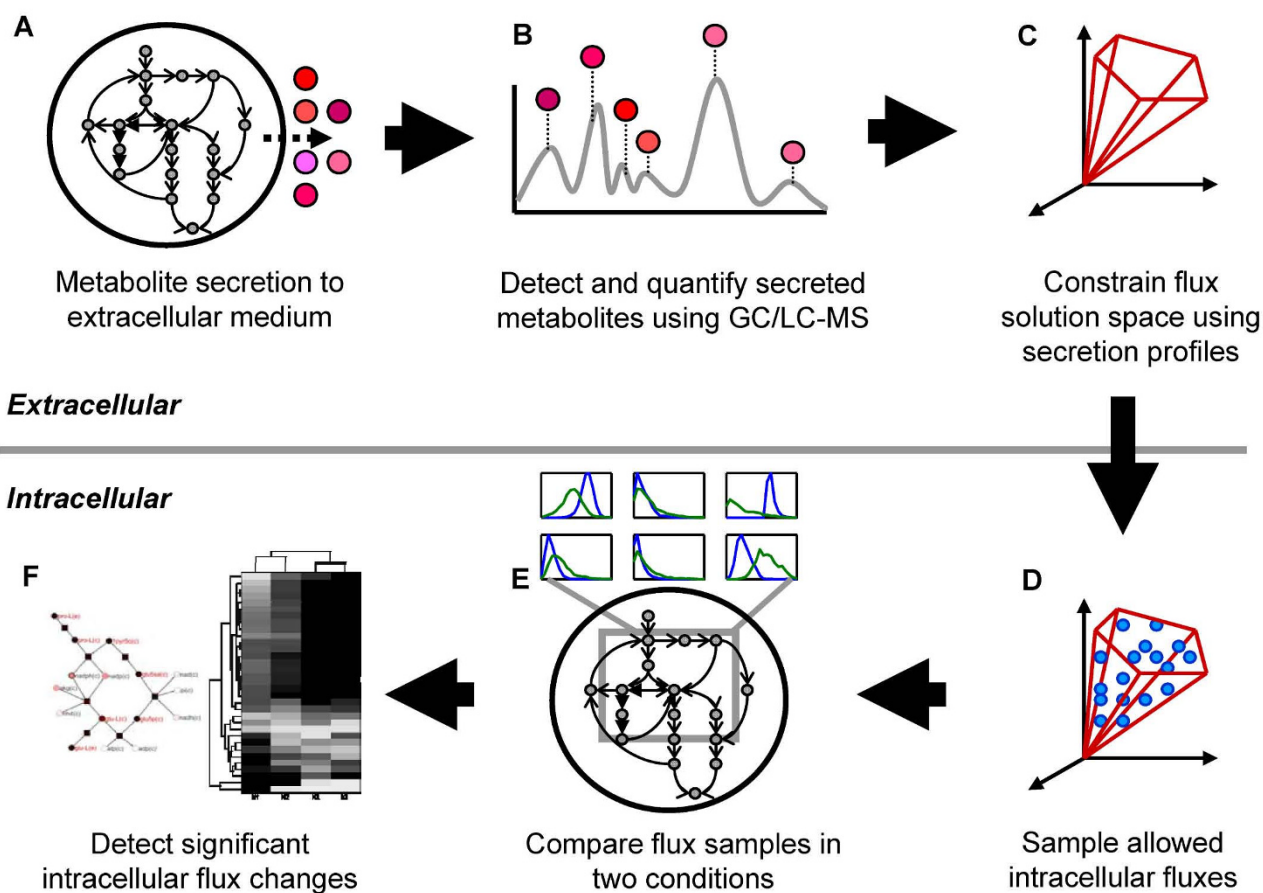 A
B
C
Metabolite secretion to
extracellular medium
Detect and quantify secreted
metabolites using GC/LC-MS
Constrain flux
solution space using
secretion profiles
Extracellular
Intracellular
F
E
D
Detect significant
intracellular flux changes
Compare flux samples in
two conditions
Sample allowed
intracellular fluxes